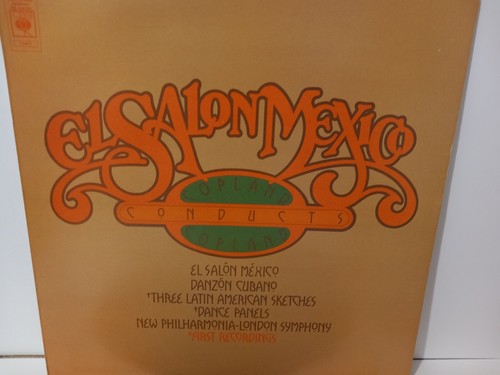 EL SALON MEXICO
COPLAND
CONDUCTS
COPLAND
EL SALÓN MÉXICO
DANZÓN CUBANO
*THREE LATIN AMERICAN SKETCHES
*DANCE PANELS
NEW PHILHARMONIA-LONDON SYMPHONY
*FIRST RECORDINGS